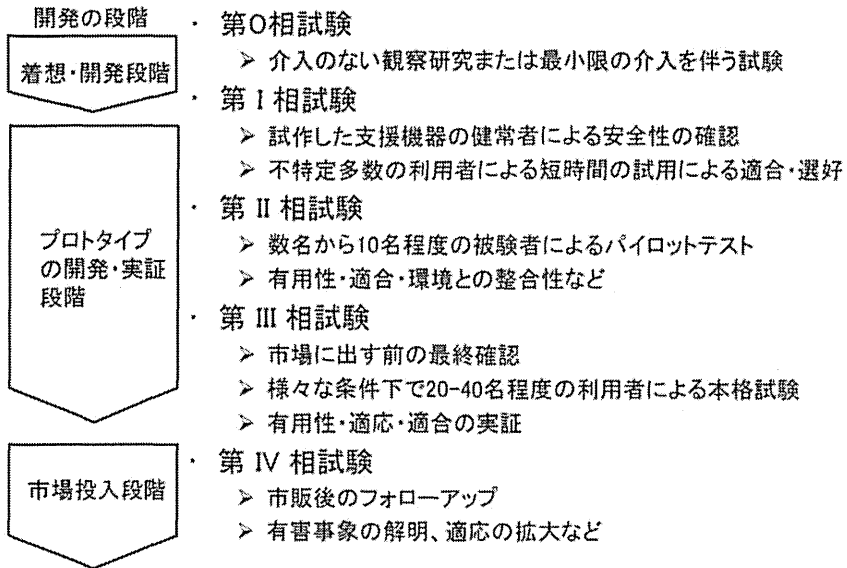 開発の段階
着想・開発段階
・ 第0相試験
➢ 介入のない観察研究または最小限の介入を伴う試験
・ 第 I 相試験
➢ 試作した支援機器の健常者による安全性の確認
➢ 不特定多数の利用者による短時間の試用による適合・選好
プロトタイプ
の開発・実証
段階
・ 第 II 相試験
➢ 数名から10名程度の被験者によるパイロットテスト
➢ 有用性・適合・環境との整合性など
・ 第 III 相試験
➢ 市場に出す前の最終確認
➢ 様々な条件下で20-40名程度の利用者による本格試験
➢ 有用性・適応・適合の実証
市場投入段階
・ 第 IV 相試験
➢ 市販後のフォローアップ
➢ 有害事象の解明、適応の拡大など